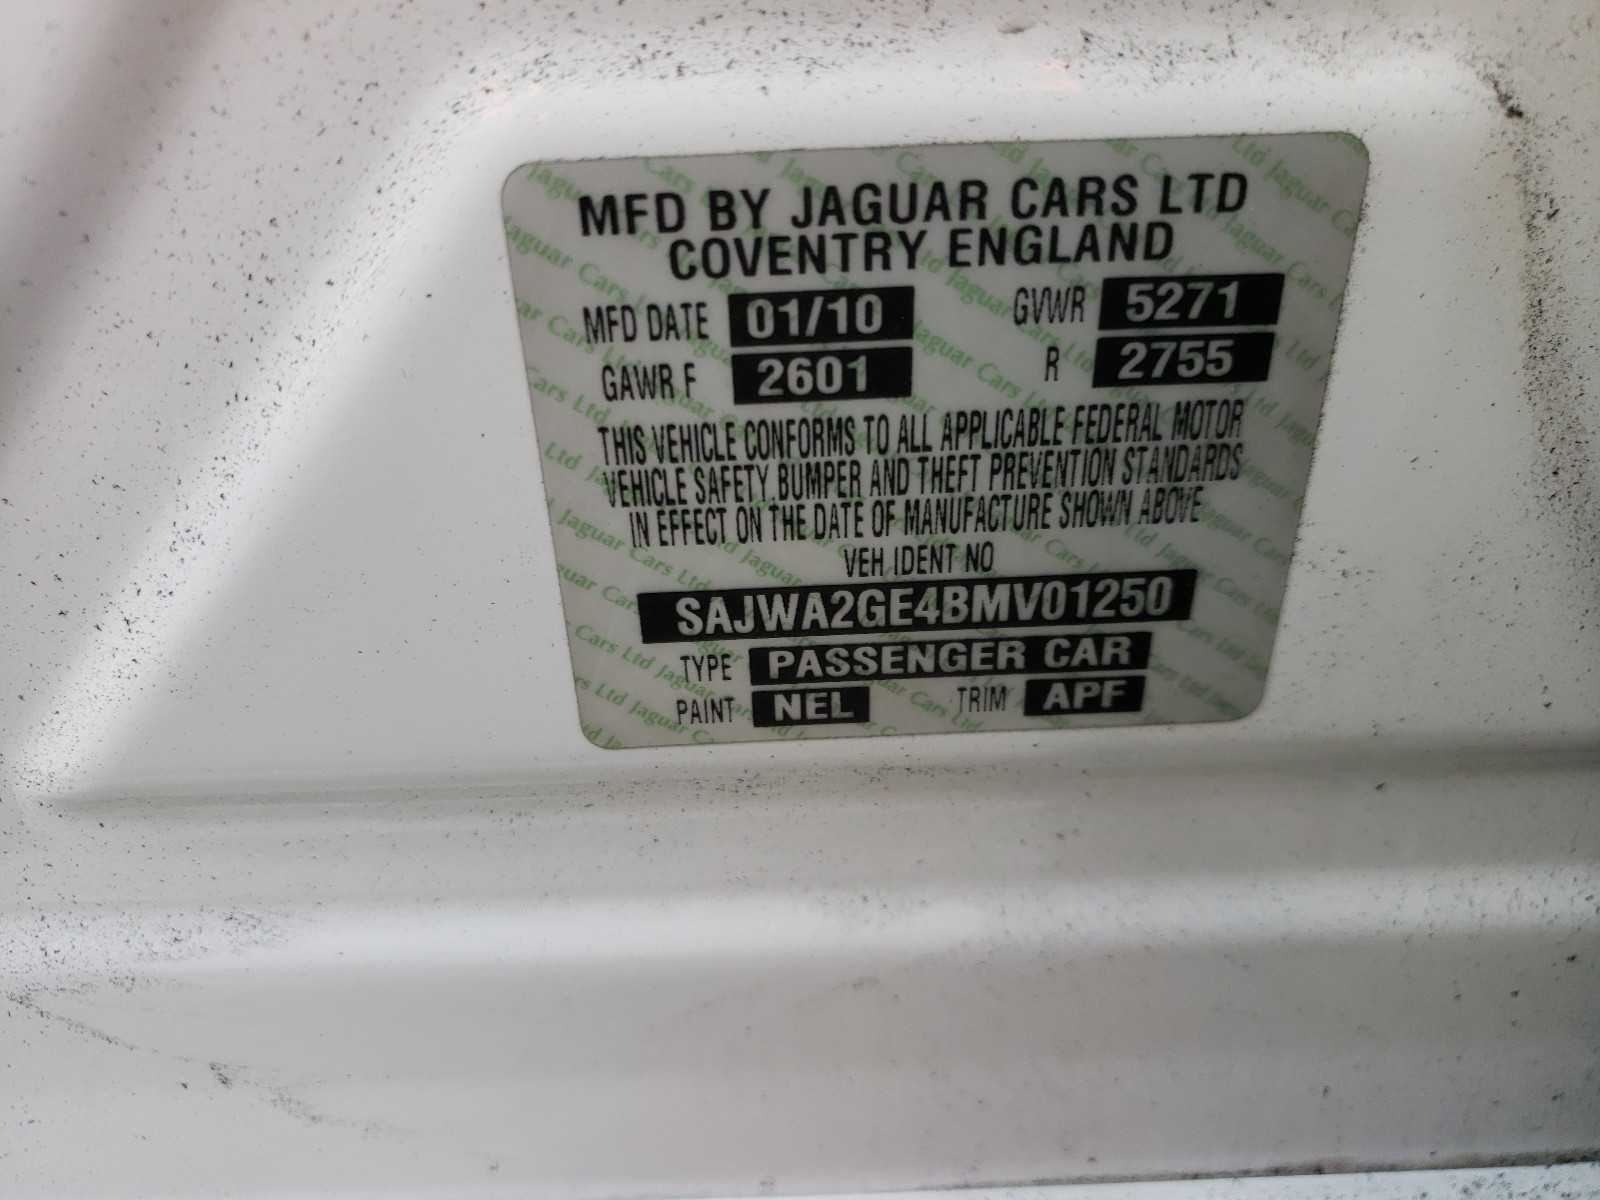 MFD BY JAGUAR CARS LTD
COVENTRY ENGLAND
MFD DATE 01/10 GVWR 5271
GAWR F 2601 R 2755
THIS VEHICLE CONFORMS TO ALL APPLICABLE FEDERAL MOTOR
VEHICLE SAFETY, BUMPER AND THEFT PREVENTION STANDARDS
IN EFFECT ON THE DATE OF MANUFACTURE SHOWN ABOVE
VEH IDENT NO
SAJWA2GE4BMV01250
TYPE PASSENGER CAR
PAINT NEL TRIM APF